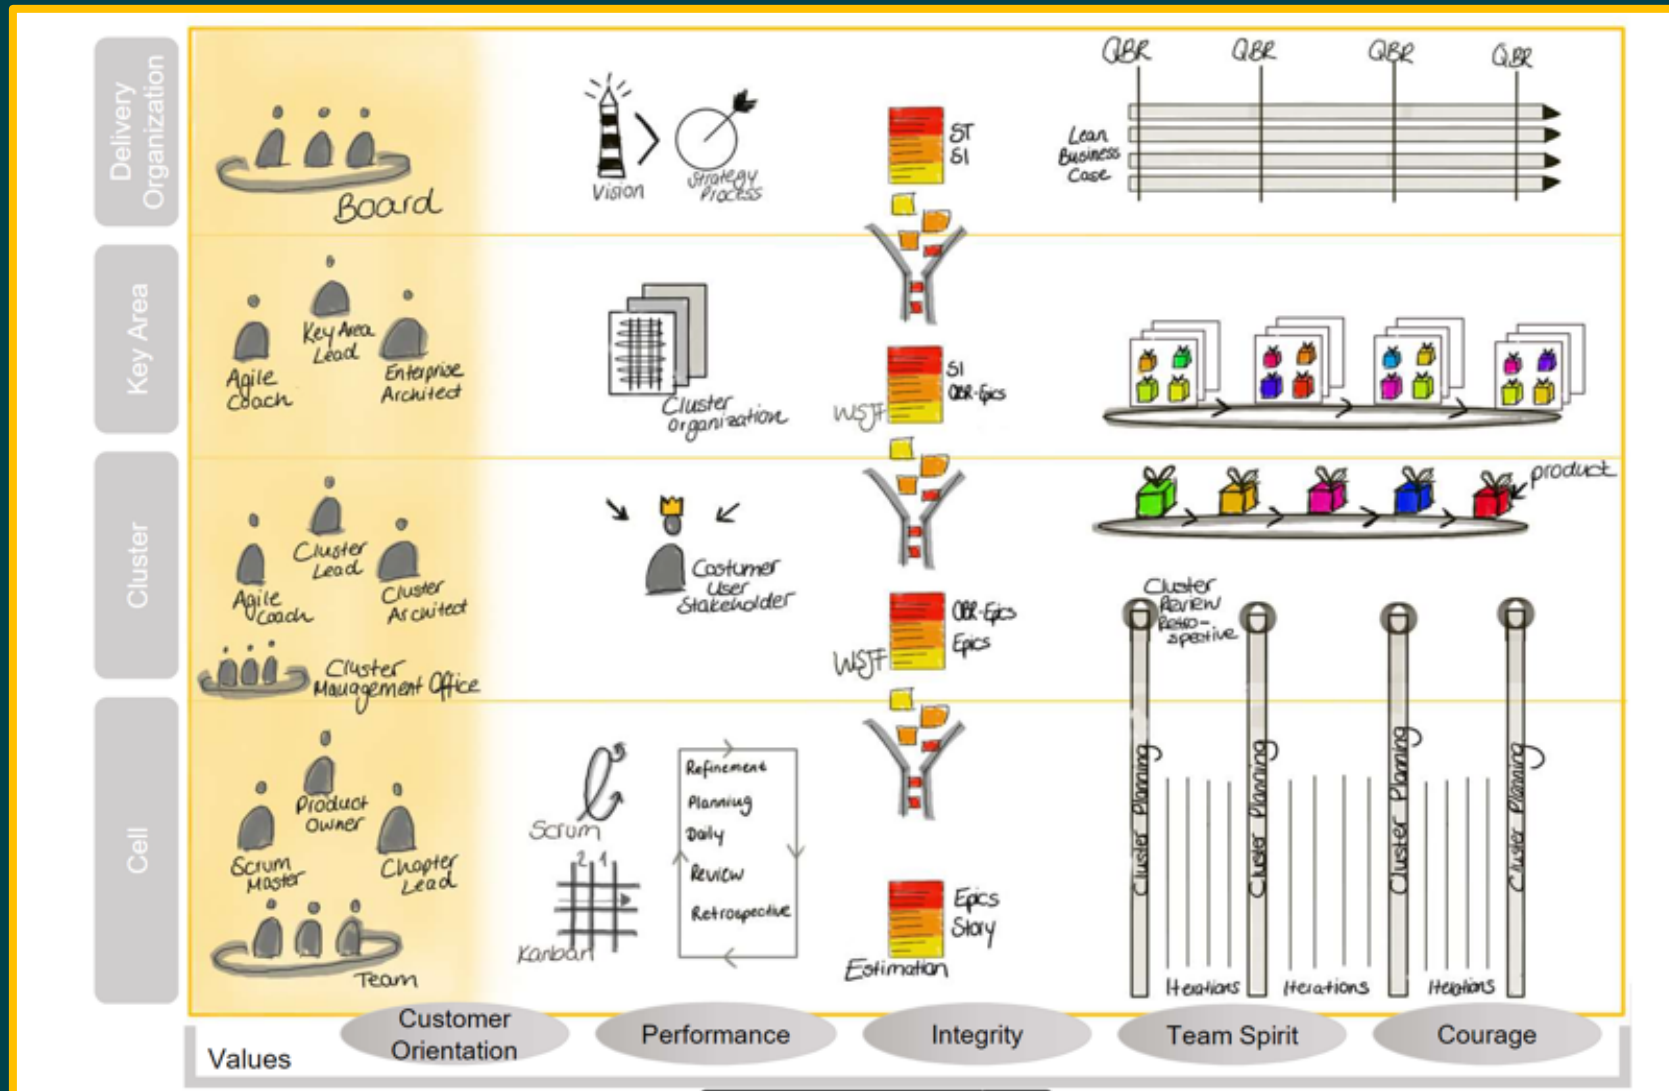 Delivery
Organization
Board
Vision
Strategy
Process
ST
SI
QBR
QBR
QBR
QBR
Lean
Business
Case
Key Area
Agile
Coach
Key Area
Lead
Enterprise
Architect
Cluster
Organization
WSJF
SI
QBR-Epics
Cluster
Agile
Coach
Cluster
Lead
Cluster
Architect
Cluster
Management Office
Costumer
User
Stakeholder
WSJF
QBR-Epics
Epics
product
Cluster
Review
Retro-
spective
Cell
Product
Owner
Scrum
Master
Chapter
Lead
Team
Scrum
2 1
Kanban
Refinement
Planning
Daily
Review
Retrospective
Epics
Story
Estimation
Cluster Planning
Cluster Planning
Cluster Planning
Cluster Planning
Iterations
Iterations
Iterations
Values
Customer
Orientation
Performance
Integrity
Team Spirit
Courage